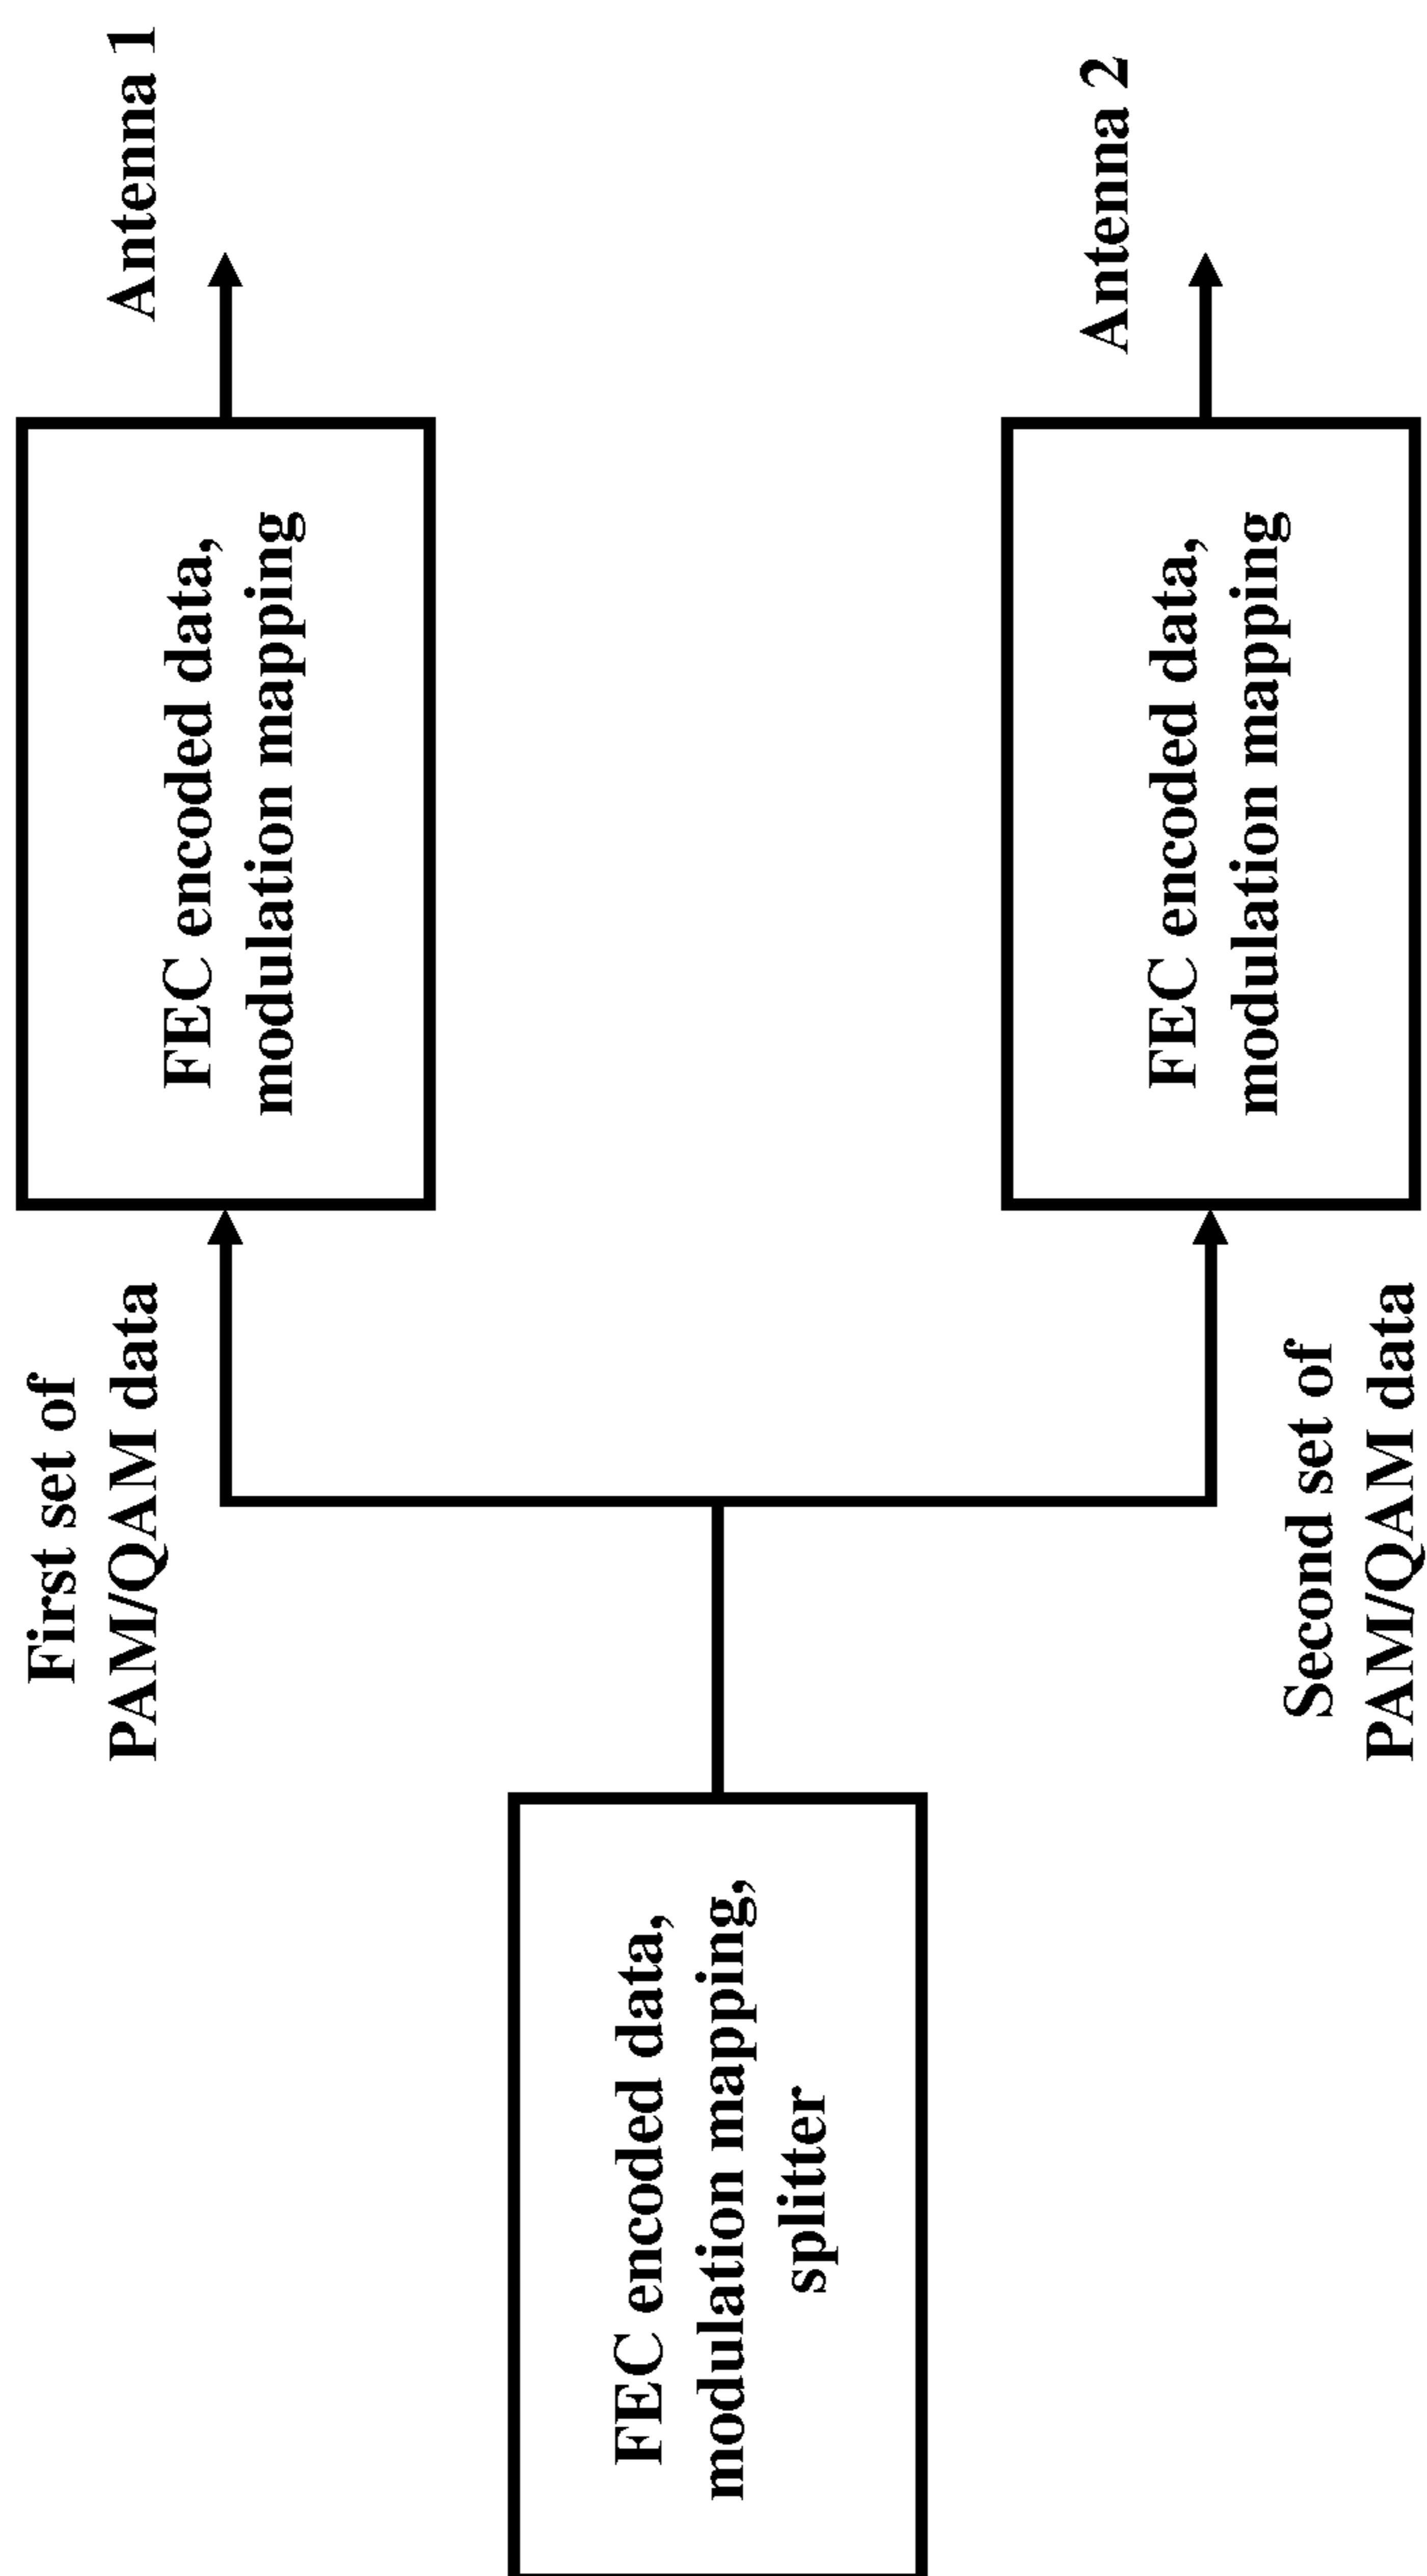 FEC encoded data,
modulation mapping,
splitter
First set of
PAM/QAM data
FEC encoded data,
modulation mapping
Antenna 1
Second set of
PAM/QAM data
FEC encoded data,
modulation mapping
Antenna 2